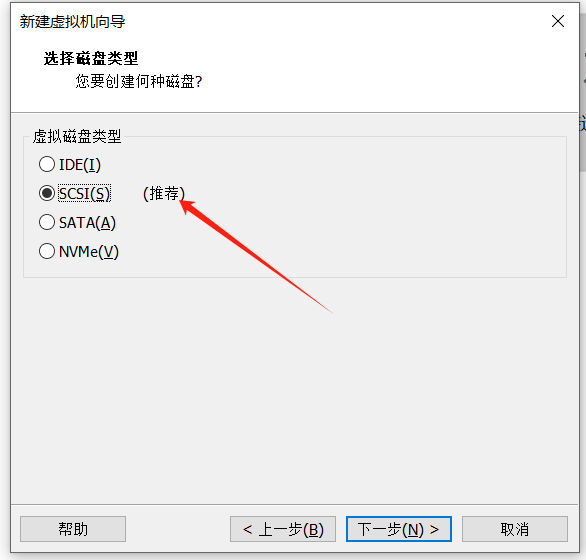 新建虚拟机向导
选择磁盘类型
您要创建何种磁盘?
虚拟磁盘类型
IDE(I)
SCSI(S) (推荐)
SATA(A)
NVMe(V)
帮助 < 上一步(B) 下一步(N) > 取消